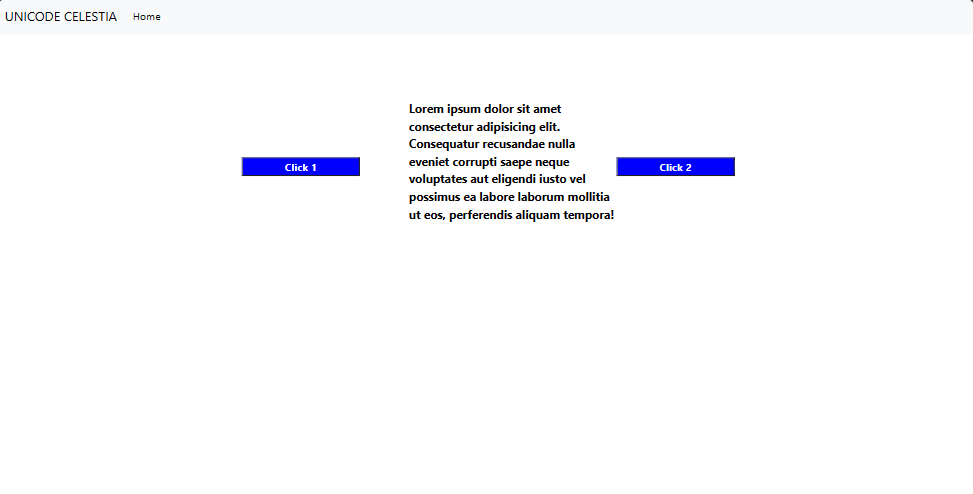 UNICODE CELESTIA Home
Lorem ipsum dolor sit amet
consectetur adipisicing elit.
Consequatur recusandae nulla
eveniet corrupti saepe neque
voluptates aut eligendi iusto vel
possimus ea labore laborum mollitia
ut eos, perferendis aliquam tempora!
Click 1
Click 2